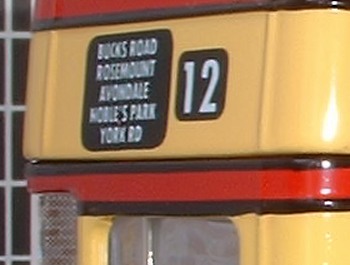 BUCKS ROAD
ROSEMOUNT
AVONDALE
NOBLE'S PARK
YORK RD
12